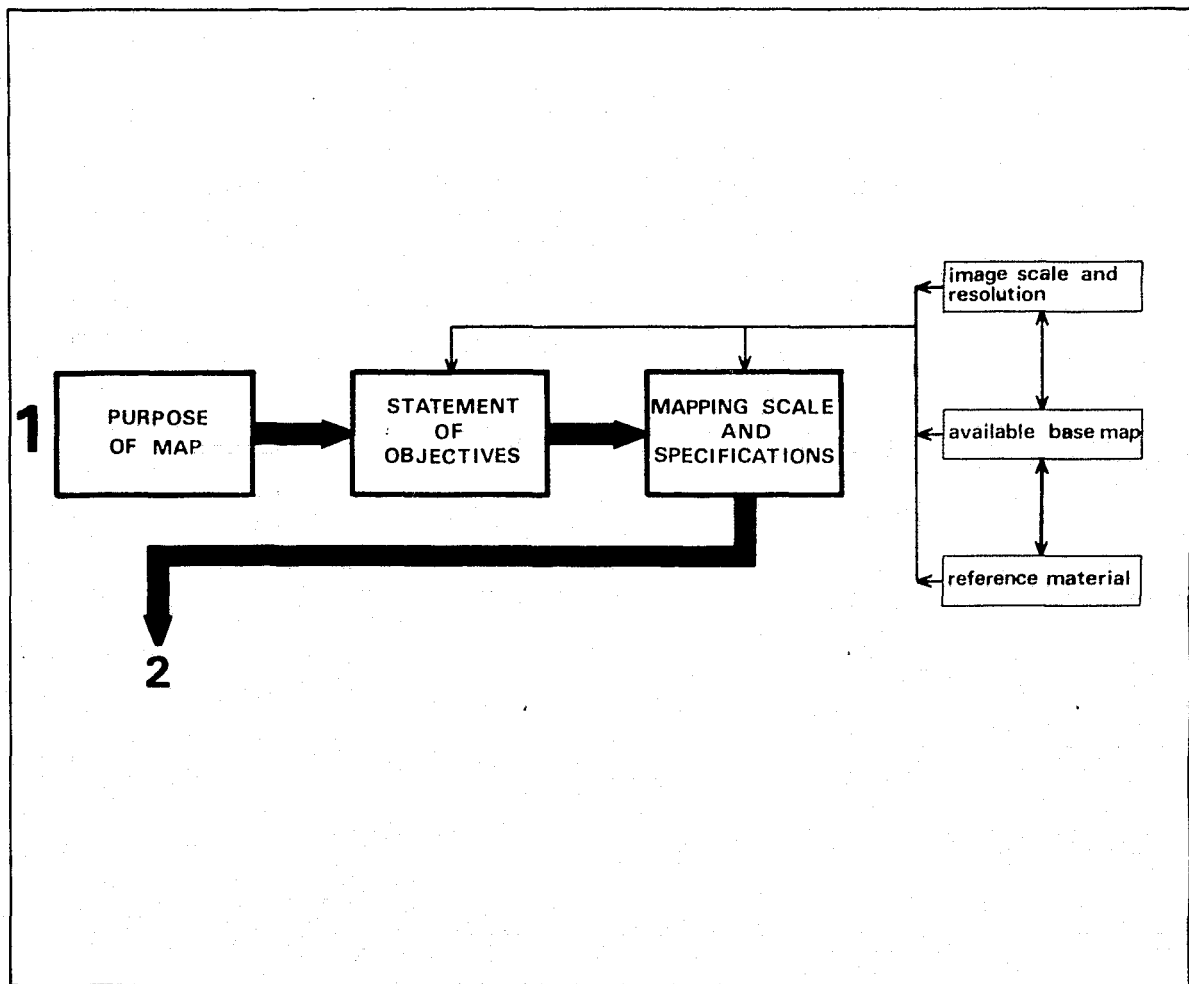 1
PURPOSE
OF MAP
STATEMENT
OF
OBJECTIVES
MAPPING SCALE
AND
SPECIFICATIONS
image scale and
resolution
available base map
reference material
2